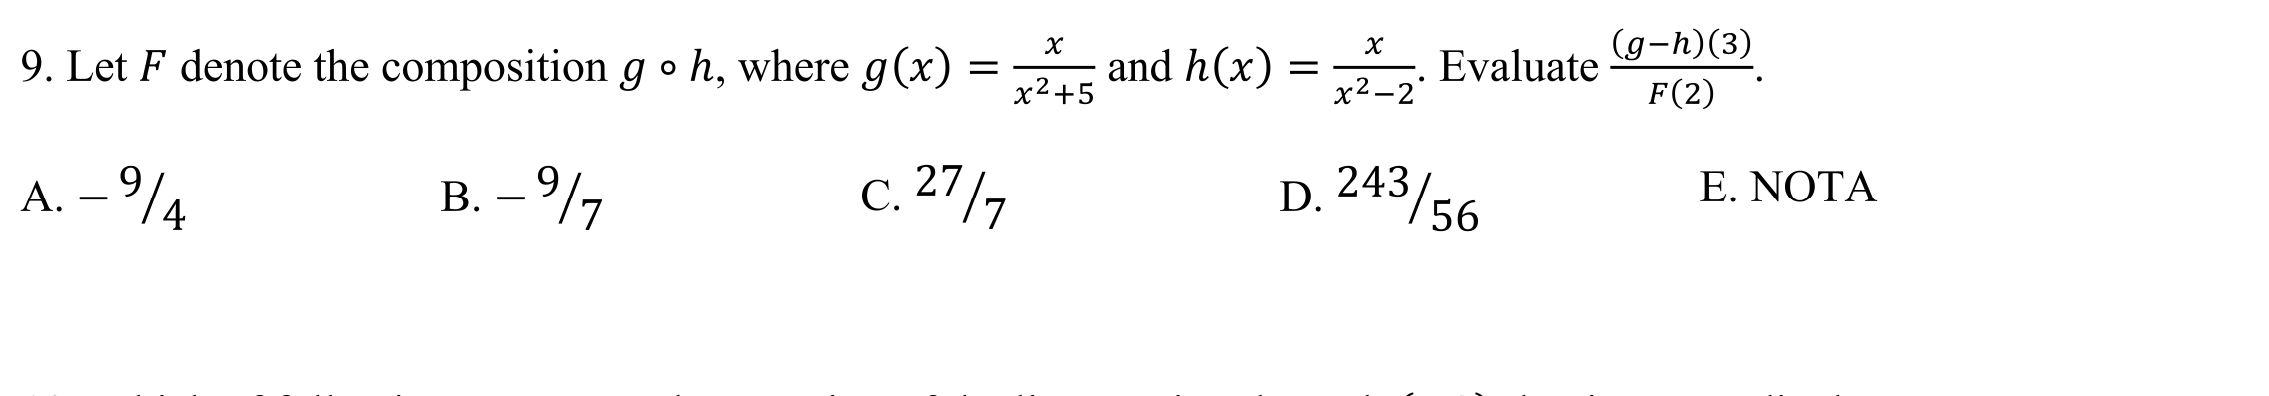 9. Let F denote the composition g ∘ h, where g(x) = x/(x²+5) and h(x) = x/(x²−2). Evaluate (g−h)(3)/F(2).
A. − 9/4 B. − 9/7 C. 27/7 D. 243/56 E. NOTA